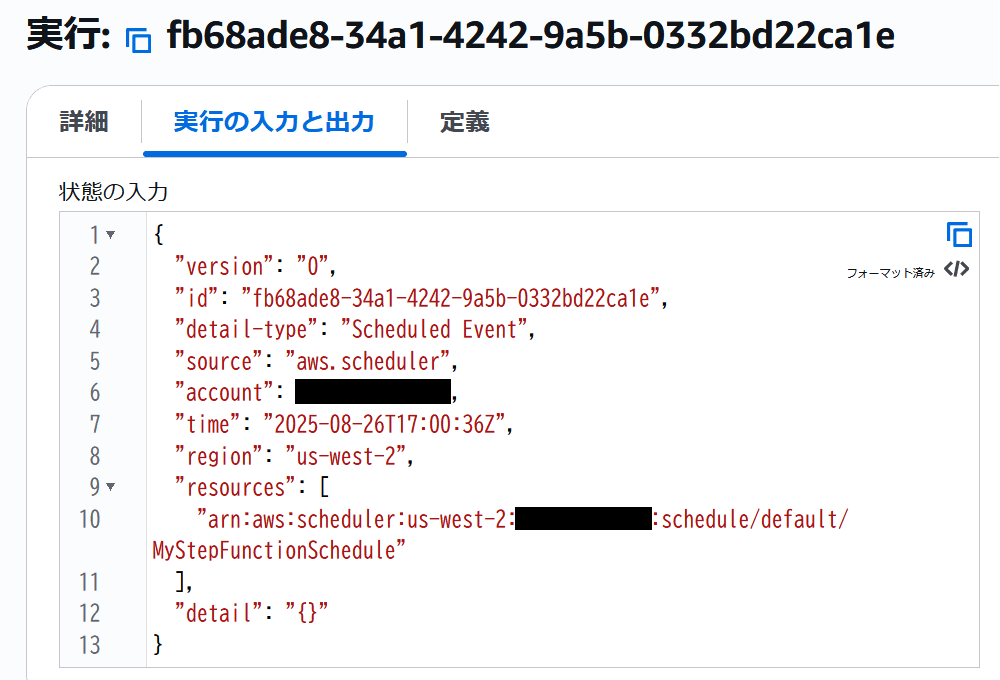 実行: fb68ade8-34a1-4242-9a5b-0332bd22ca1e
詳細 実行の入力と出力 定義
状態の入力
フォーマット済み </>
1 {
2 "version": "0",
3 "id": "fb68ade8-34a1-4242-9a5b-0332bd22ca1e",
4 "detail-type": "Scheduled Event",
5 "source": "aws.scheduler",
6 "account": ,
7 "time": "2025-08-26T17:00:36Z",
8 "region": "us-west-2",
9 "resources": [
10 "arn:aws:scheduler:us-west-2: :schedule/default/
MyStepFunctionSchedule"
11 ],
12 "detail": "{}"
13 }